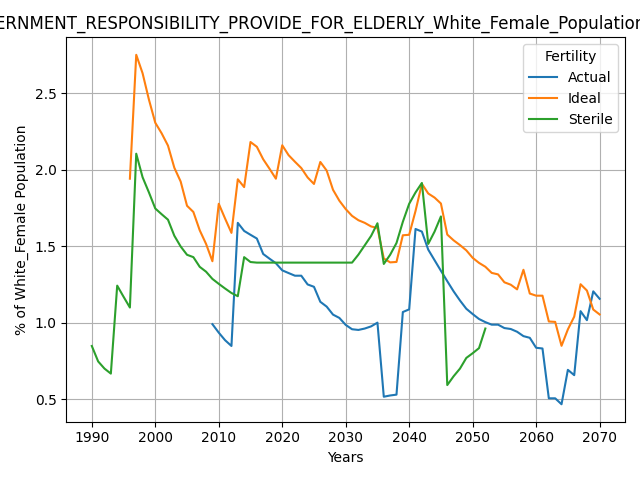 ERNMENT_RESPONSIBILITY_PROVIDE_FOR_ELDERLY_White_Female_Population
% of White_Female Population
2.5
2.0
1.5
1.0
0.5
Fertility
Actual
Ideal
Sterile
1990 2000 2010 2020 2030 2040 2050 2060 2070
Years